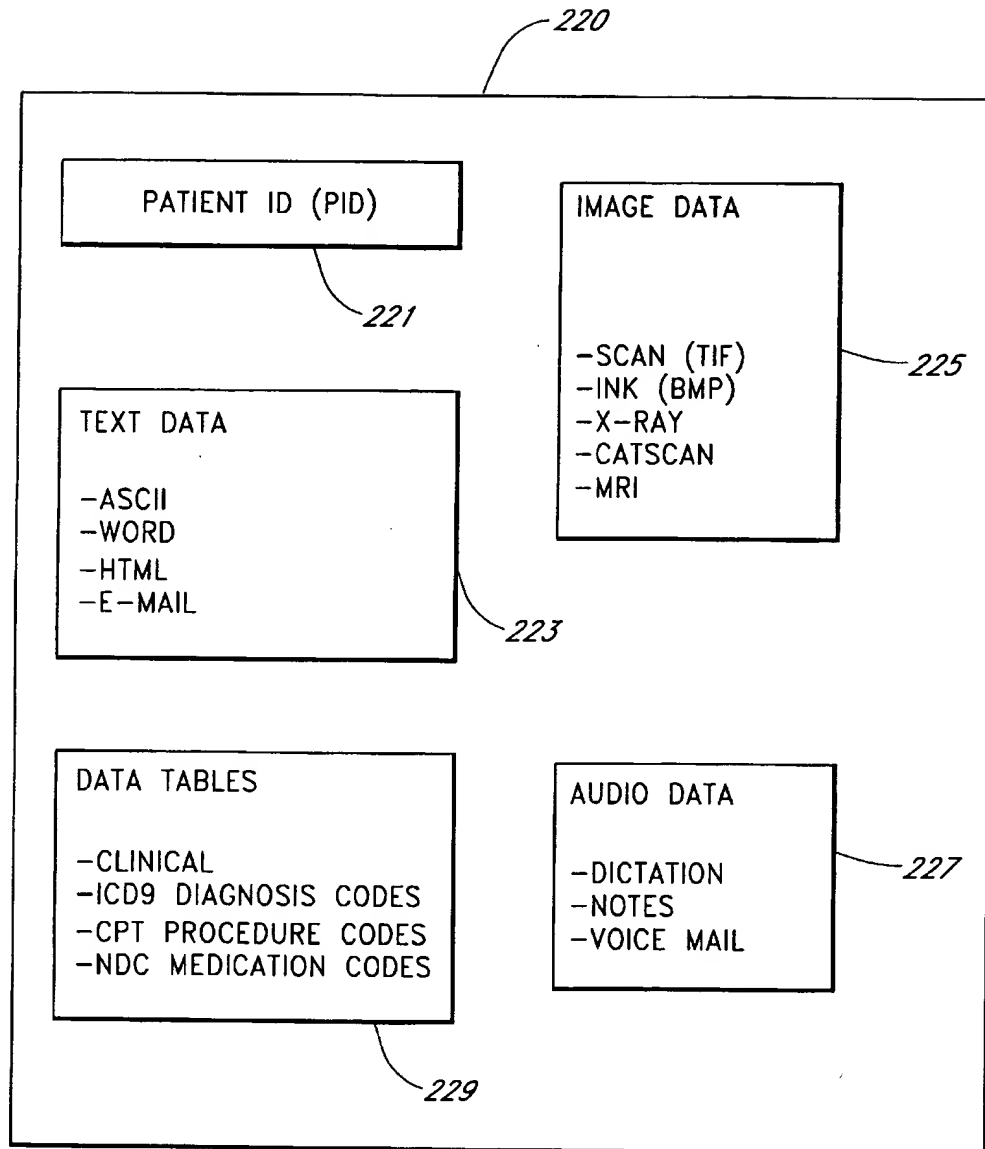 220
PATIENT ID (PID)
221
IMAGE DATA
-SCAN (TIF)
-INK (BMP)
-X-RAY
-CATSCAN
-MRI
225
TEXT DATA
-ASCII
-WORD
-HTML
-E-MAIL
223
DATA TABLES
-CLINICAL
-ICD9 DIAGNOSIS CODES
-CPT PROCEDURE CODES
-NDC MEDICATION CODES
229
AUDIO DATA
-DICTATION
-NOTES
-VOICE MAIL
227